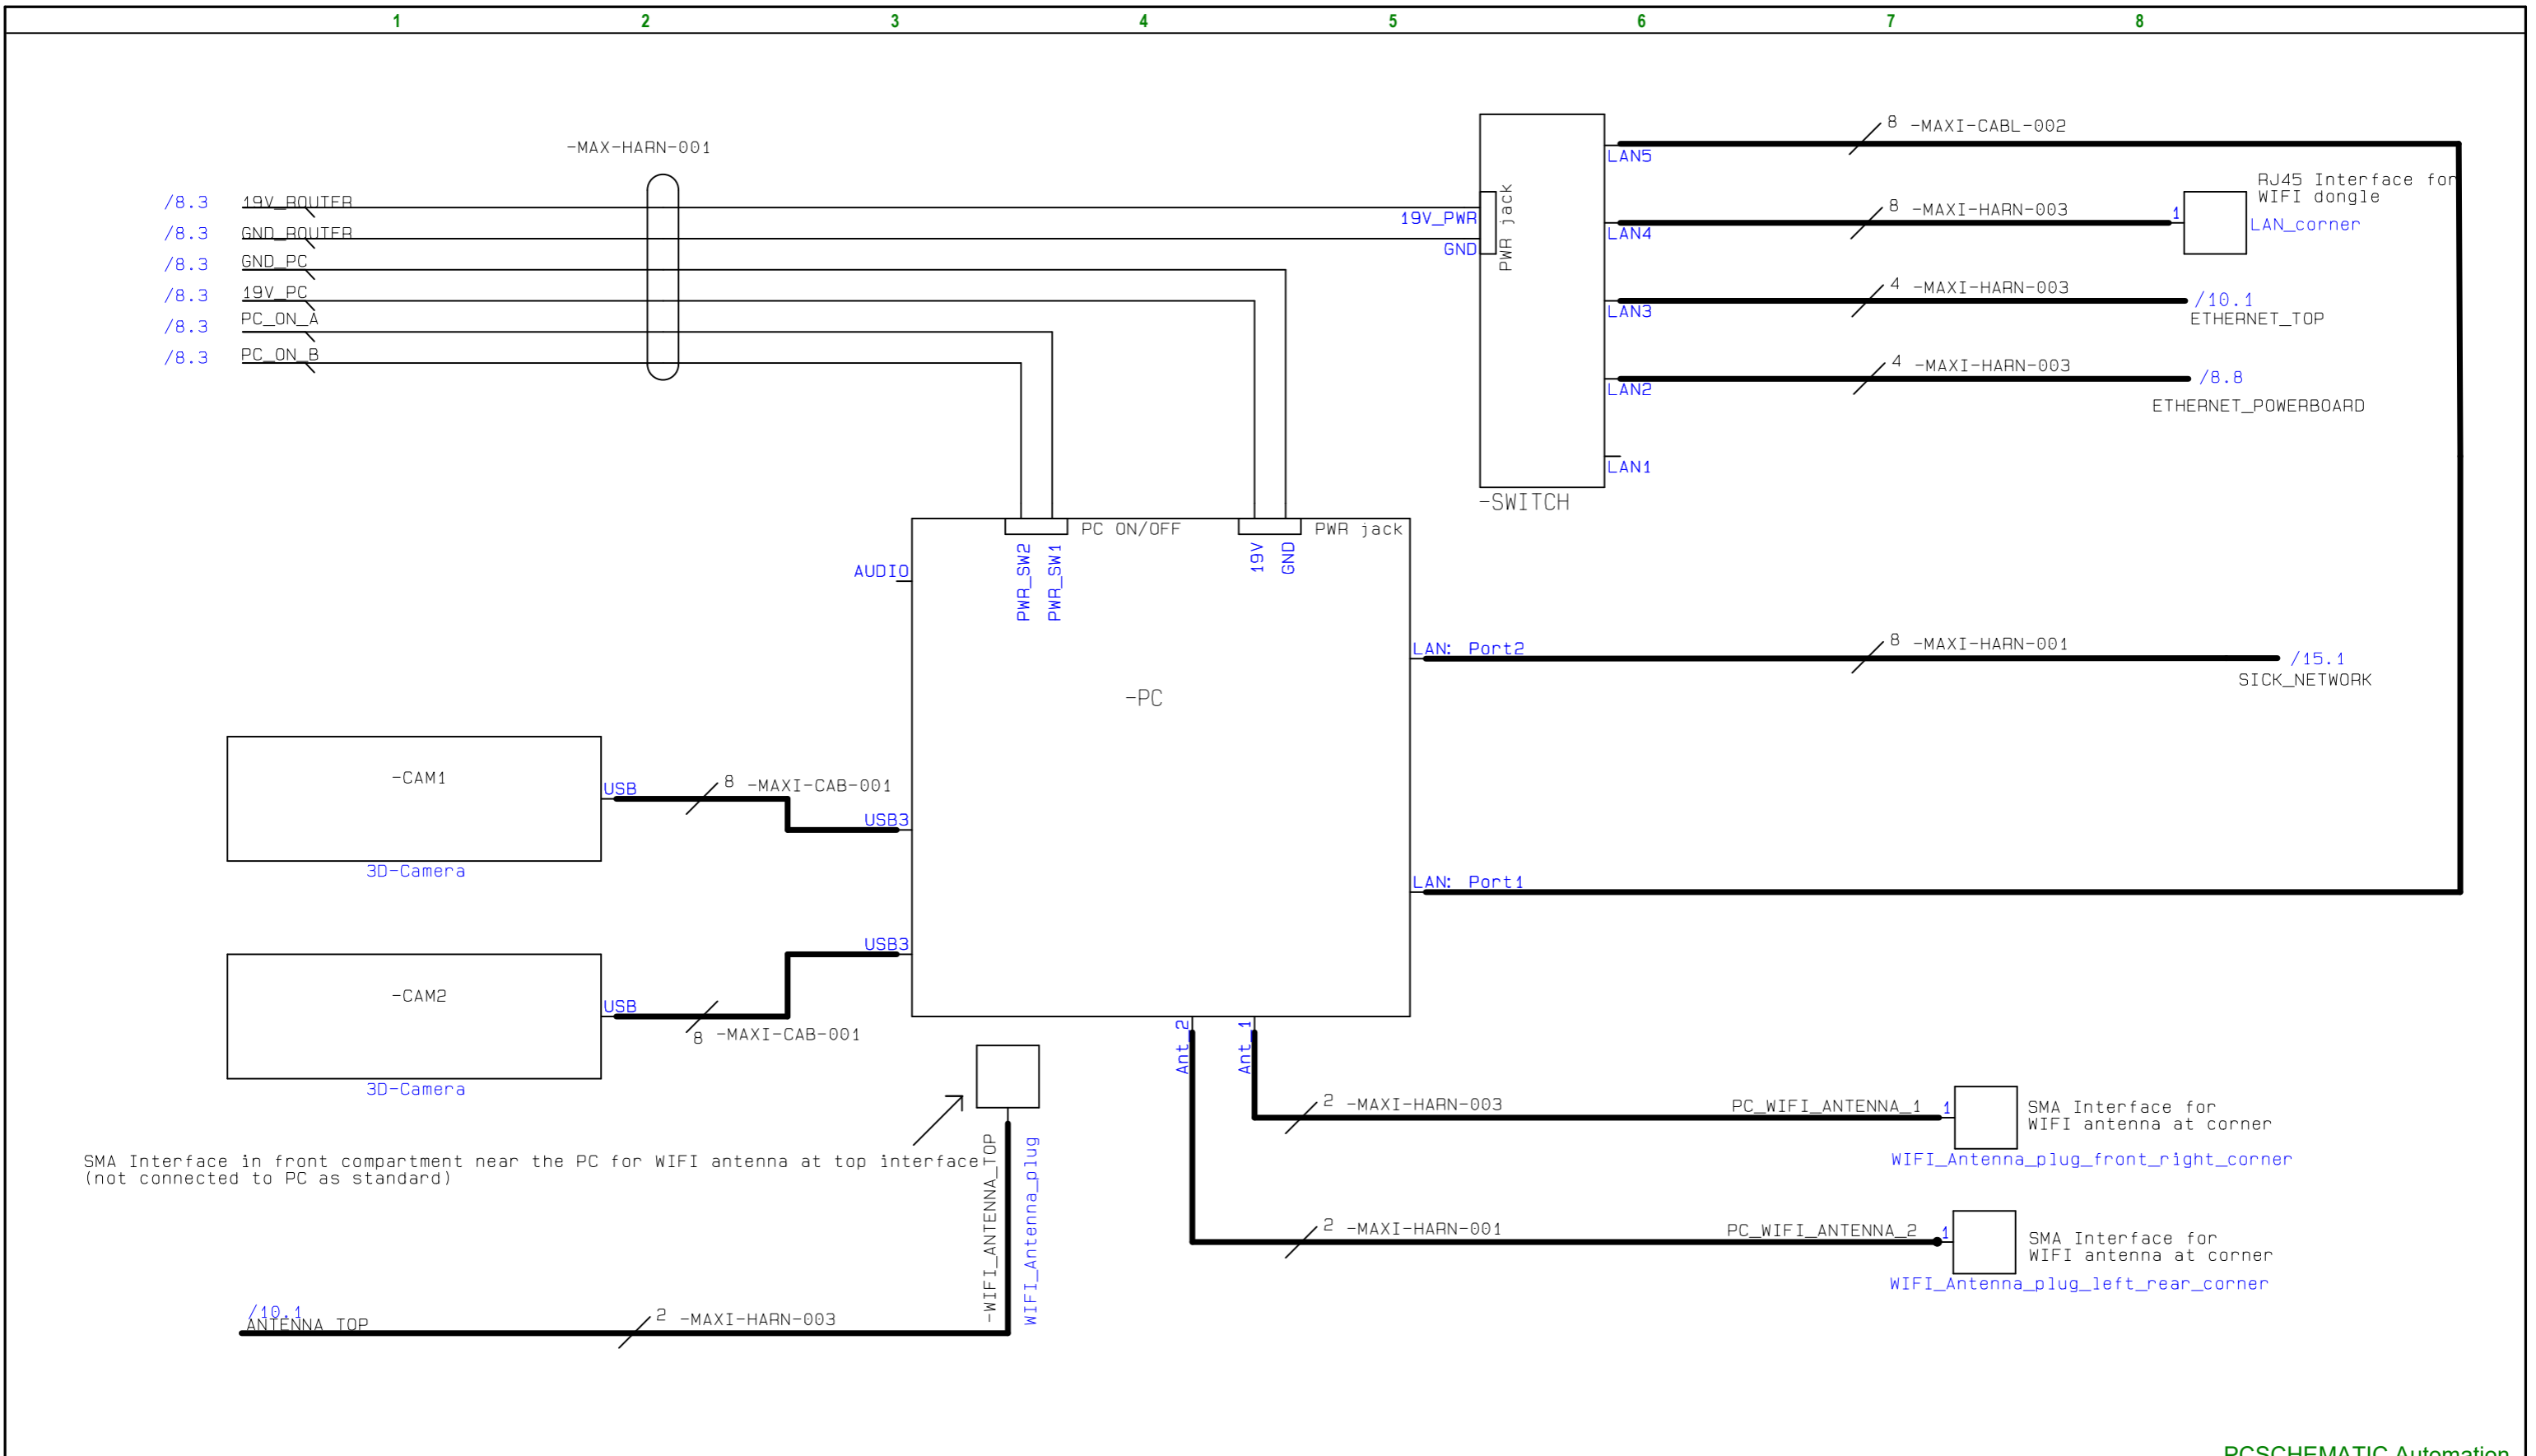 1 2 3 4 5 6 7 8
-MAX-HARN-001
/8.3 19V_ROUTER
/8.3 GND_ROUTER
/8.3 GND_PC
/8.3 19V_PC
/8.3 PC_ON_A
/8.3 PC_ON_B
19V_PWR
GND
PWR jack
-SWITCH
LAN5
8 -MAXI-CABL-002
LAN4
8 -MAXI-HARN-003
1
RJ45 Interface for
WIFI dongle
LAN_corner
LAN3
4 -MAXI-HARN-003
/10.1
ETHERNET_TOP
LAN2
4 -MAXI-HARN-003
/8.8
ETHERNET_POWERBOARD
LAN1
PC ON/OFF
PWR jack
PWR_SW2
PWR_SW1
19V
GND
AUDIO
-PC
LAN: Port2
8 -MAXI-HARN-001
/15.1
SICK_NETWORK
-CAM1
USB
8 -MAXI-CAB-001
USB3
3D-Camera
LAN: Port1
-CAM2
USB
8 -MAXI-CAB-001
USB3
3D-Camera
Ant_2
Ant_1
2 -MAXI-HARN-003
PC_WIFI_ANTENNA_1
1
SMA Interface for
WIFI antenna at corner
WIFI_Antenna_plug_front_right_corner
SMA Interface in front compartment near the PC for WIFI antenna at top interface
(not connected to PC as standard)
-WIFI_ANTENNA_TOP
WIFI_Antenna_plug
2 -MAXI-HARN-001
PC_WIFI_ANTENNA_2
1
SMA Interface for
WIFI antenna at corner
WIFI_Antenna_plug_left_rear_corner
/10.1
ANTENNA_TOP
2 -MAXI-HARN-003
PCSCHEMATIC Automation